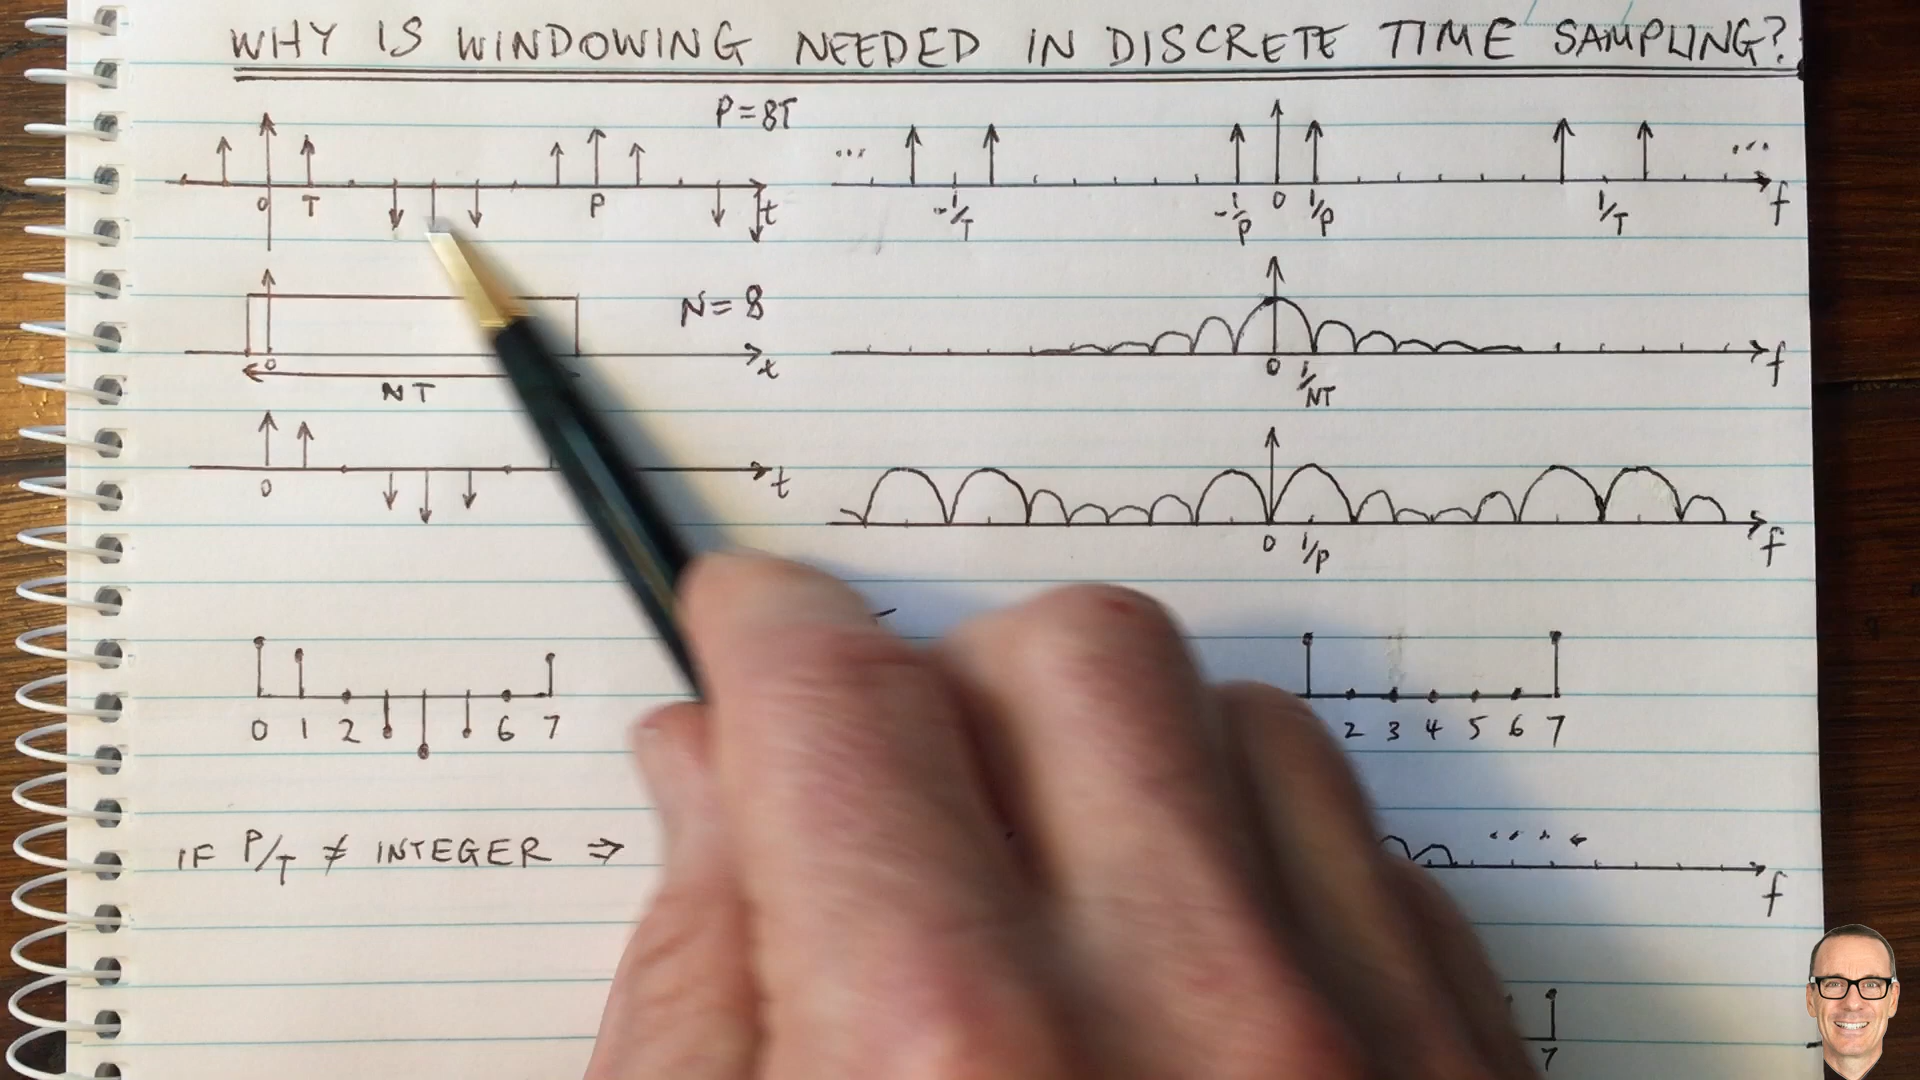 WHY IS WINDOWING NEEDED IN DISCRETE TIME SAMPLING?
P=8T
0 T P t
... -1/T -1/P 0 1/P 1/T ... f
N=8
0 t
NT
0 1/NT f
0 t
0 1/P f
0 1 2 6 7
2 3 4 5 6 7
IF P/T ≠ INTEGER ⇒
.... f
7